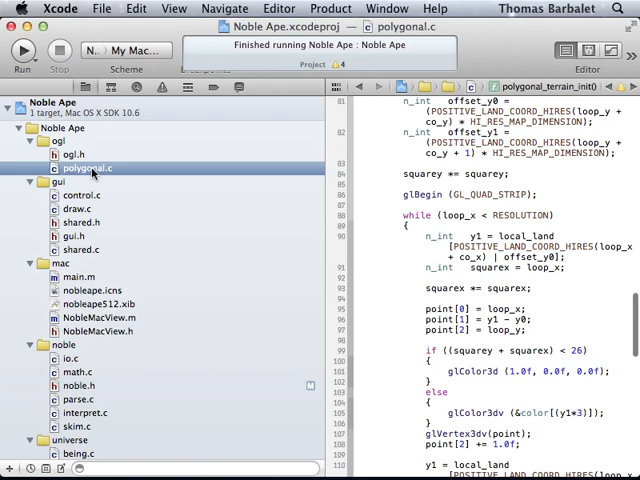 Xcode File Edit View Navigate Editor Product Window Help Thomas Barbalet
Noble Ape.xcodeproj — polygonal.c
Run Stop N.. My Mac... Editor
Finished running Noble Ape : Noble Ape
Project 4
polygonal_terrain_init()
Noble Ape
1 target, Mac OS X SDK 10.6
Noble Ape
ogl
ogl.h
polygonal.c
gui
control.c
draw.c
shared.h
gui.h
shared.c
mac
main.m
nobleape.icns
nobleape512.xib
NobleMacView.m
NobleMacView.h
noble
io.c
math.c
noble.h M
parse.c
interpret.c
skim.c
universe
being.c
81 n_int offset_y0 =
(POSITIVE_LAND_COORD_HIRES(loop_y +
co_y) * HI_RES_MAP_DIMENSION);
82 n_int offset_y1 =
(POSITIVE_LAND_COORD_HIRES(loop_y +
co_y + 1) * HI_RES_MAP_DIMENSION);
83
84 squarey *= squarey;
85
86 glBegin (GL_QUAD_STRIP);
87
88 while (loop_x < RESOLUTION)
89 {
90 n_int y1 = local_land
[POSITIVE_LAND_COORD_HIRES(loop_x
+ co_x) | offset_y0];
91 n_int squarex = loop_x;
92
93 squarex *= squarex;
94
95 point[0] = loop_x;
96 point[1] = y1 - y0;
97 point[2] = loop_y;
98
99 if ((squarey + squarex) < 26)
100 {
101 glColor3d (1.0f, 0.0f, 0.0f);
102 }
103 else
104 {
105 glColor3dv (&color[(y1*3)]);
106 }
107 glVertex3dv(point);
108 point[2] += 1.0f;
109
110 y1 = local_land
[POSITIVE_LAND_COORD_HIRES(loop_x